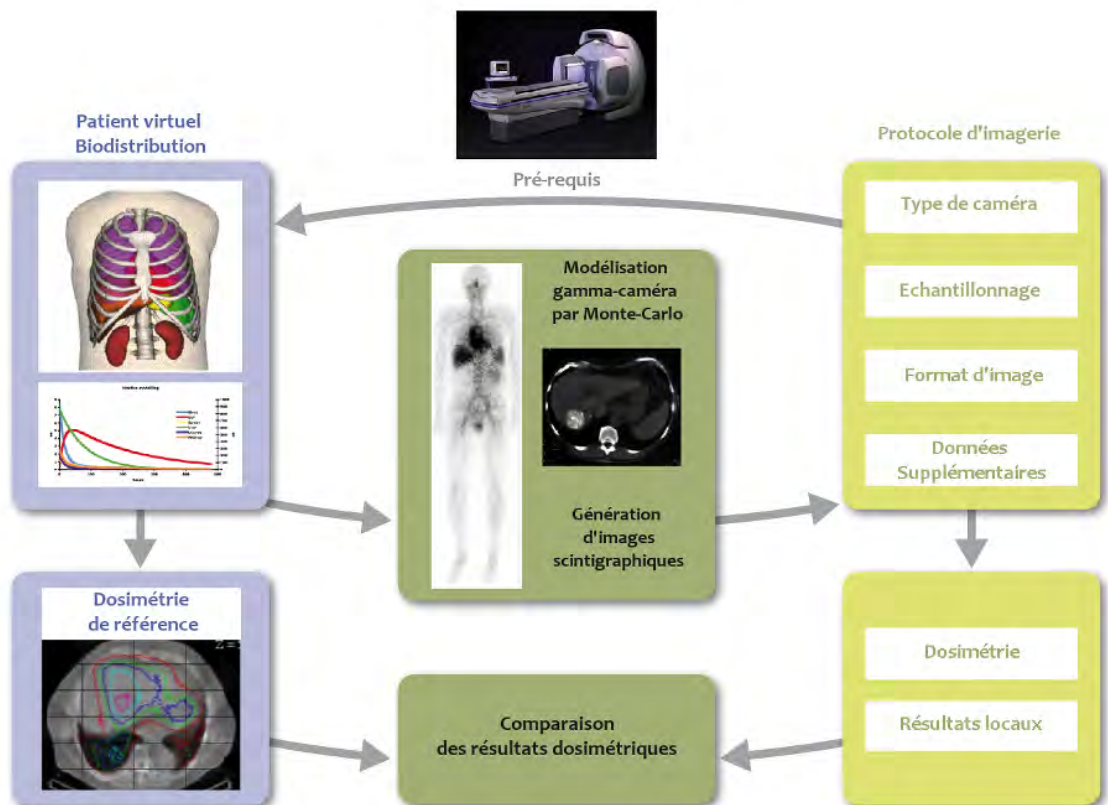 Patient virtuel
Biodistribution
Protocole d'imagerie
Pré-requis
Type de caméra
Echantillonnage
Format d'image
Données
Supplémentaires
Modélisation
gamma-caméra
par Monte-Carlo
Génération
d'images
scintigraphiques
Dosimétrie
de référence
Comparaison
des résultats dosimétriques
Dosimétrie
Résultats locaux